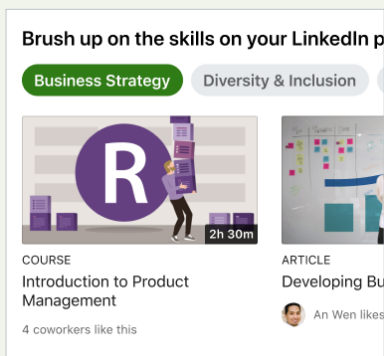 Brush up on the skills on your LinkedIn p
Business Strategy
Diversity & Inclusion
R
2h 30m
COURSE
Introduction to Product
Management
4 coworkers like this
ARTICLE
Developing Bu
An Wen likes